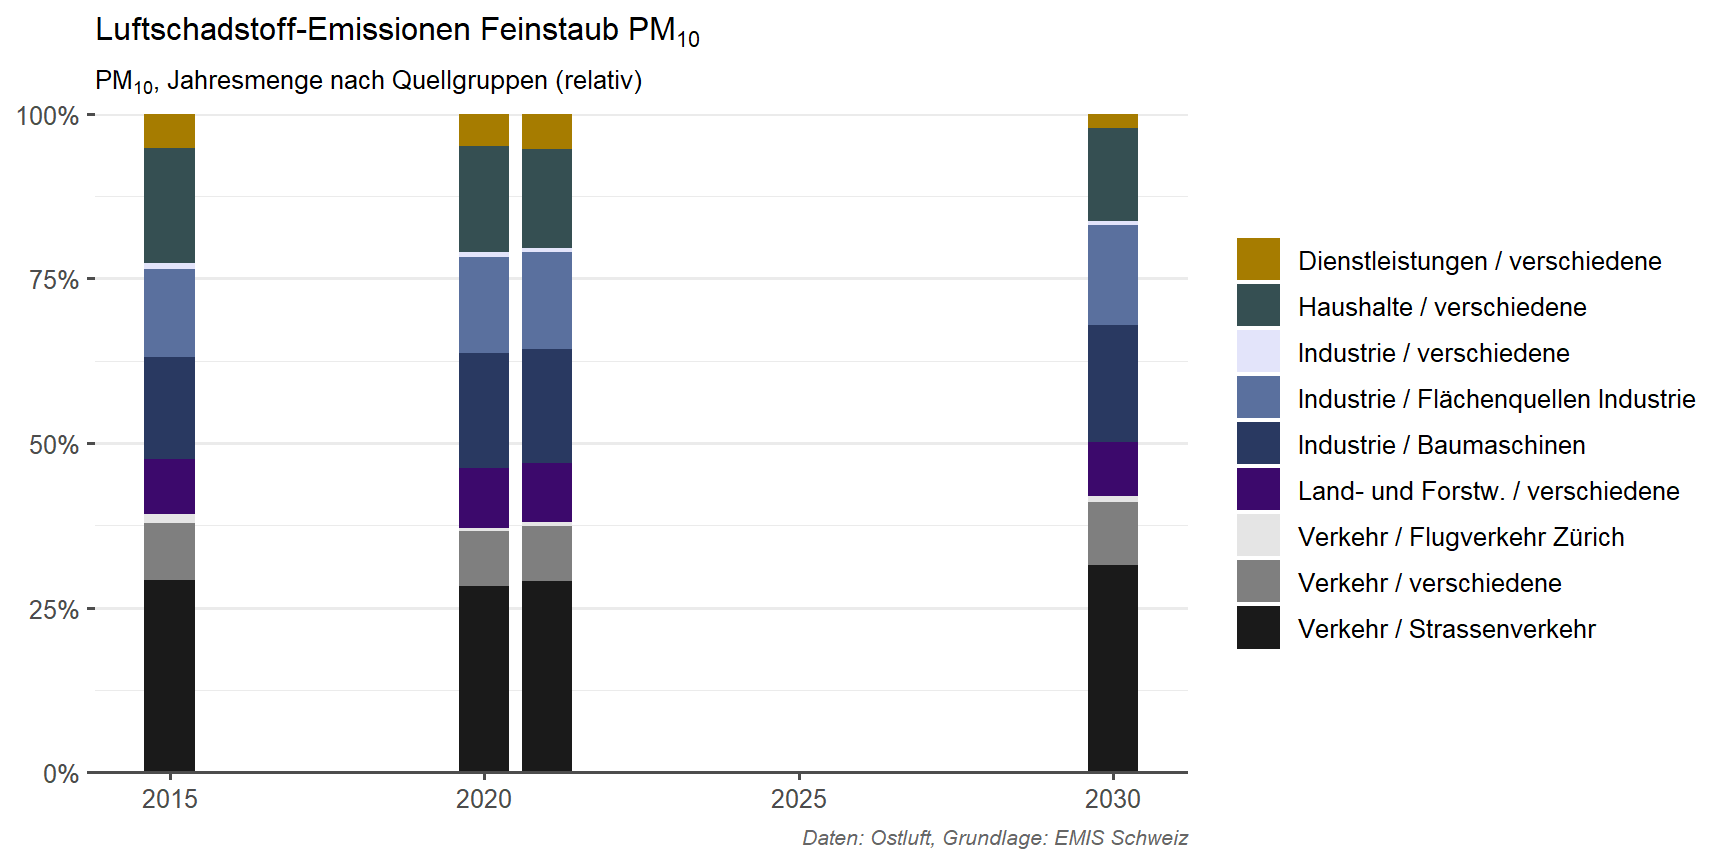 Luftschadstoff-Emissionen Feinstaub PM₁₀
PM₁₀, Jahresmenge nach Quellgruppen (relativ)
100%
75%
50%
25%
0%
2015
2020
2025
2030
Dienstleistungen / verschiedene
Haushalte / verschiedene
Industrie / verschiedene
Industrie / Flächenquellen Industrie
Industrie / Baumaschinen
Land- und Forstw. / verschiedene
Verkehr / Flugverkehr Zürich
Verkehr / verschiedene
Verkehr / Strassenverkehr
Daten: Ostluft, Grundlage: EMIS Schweiz